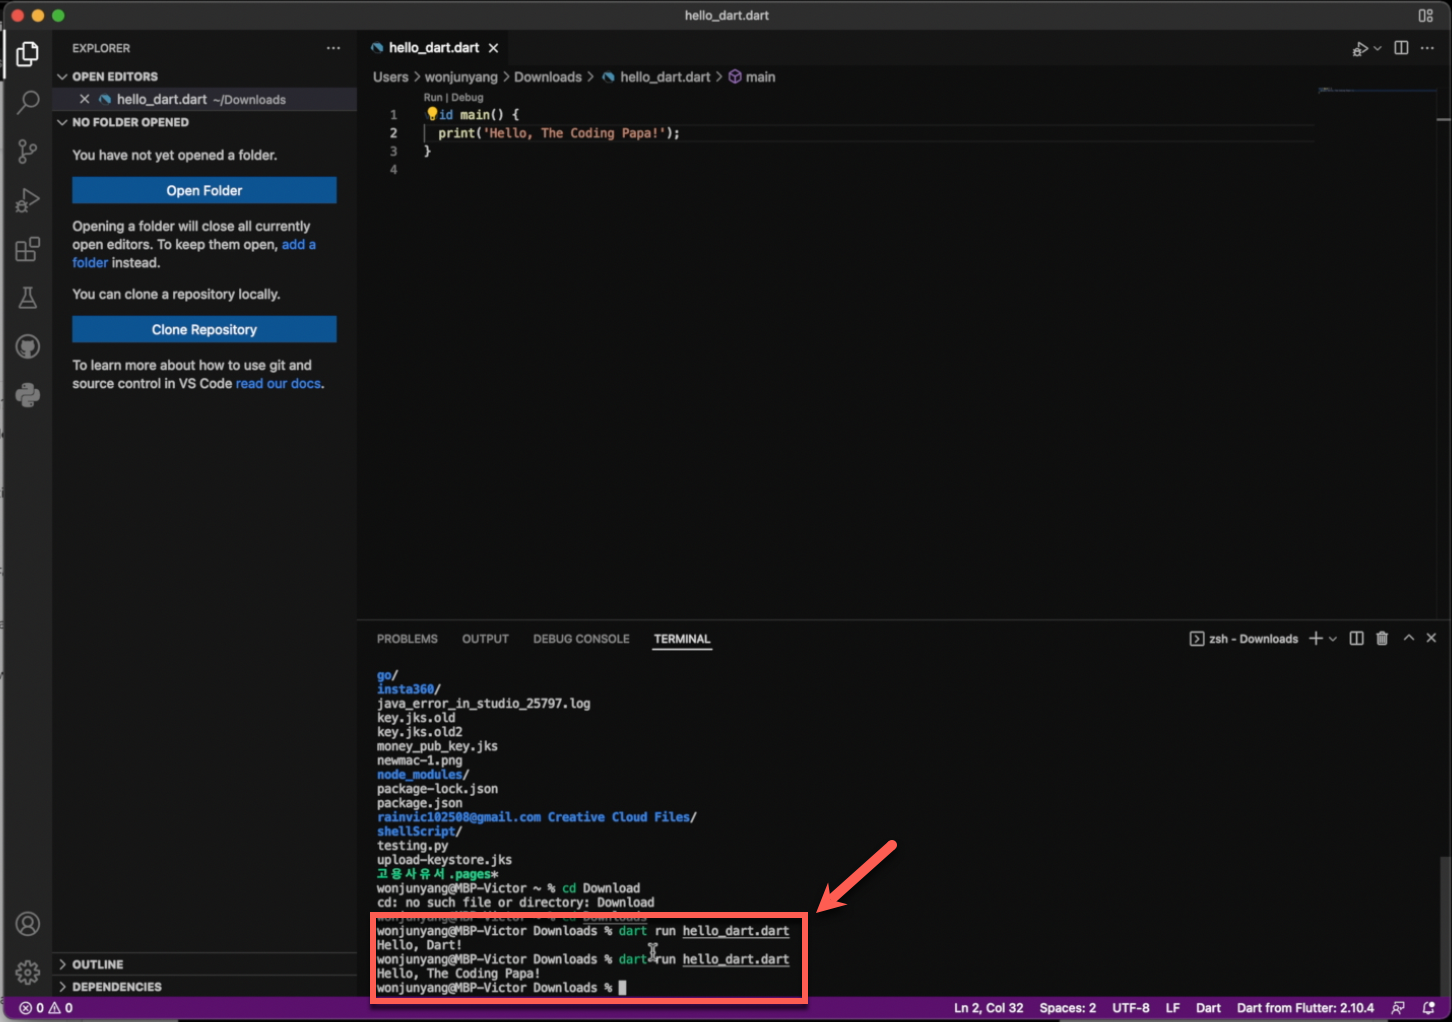 hello_dart.dart
EXPLORER
OPEN EDITORS
hello_dart.dart ~/Downloads
NO FOLDER OPENED
You have not yet opened a folder.
Open Folder
Opening a folder will close all currently
open editors. To keep them open, add a
folder instead.
You can clone a repository locally.
Clone Repository
To learn more about how to use git and
source control in VS Code read our docs.
OUTLINE
DEPENDENCIES
hello_dart.dart
Users > wonjunyang > Downloads > hello_dart.dart > main
Run | Debug
1 id main() {
2 print('Hello, The Coding Papa!');
3 }
4
PROBLEMS OUTPUT DEBUG CONSOLE TERMINAL
zsh - Downloads
go/
insta360/
java_error_in_studio_25797.log
key.jks.old
key.jks.old2
money_pub_key.jks
newmac-1.png
node_modules/
package-lock.json
package.json
rainvic102508@gmail.com Creative Cloud Files/
shellScript/
testing.py
upload-keystore.jks
고용사유서.pages*
wonjunyang@MBP-Victor ~ % cd Download
cd: no such file or directory: Download
wonjunyang@MBP-Victor ~ % cd Downloads
wonjunyang@MBP-Victor Downloads % dart run hello_dart.dart
Hello, Dart!
wonjunyang@MBP-Victor Downloads % dart run hello_dart.dart
Hello, The Coding Papa!
wonjunyang@MBP-Victor Downloads %
0 0
Ln 2, Col 32 Spaces: 2 UTF-8 LF Dart Dart from Flutter: 2.10.4